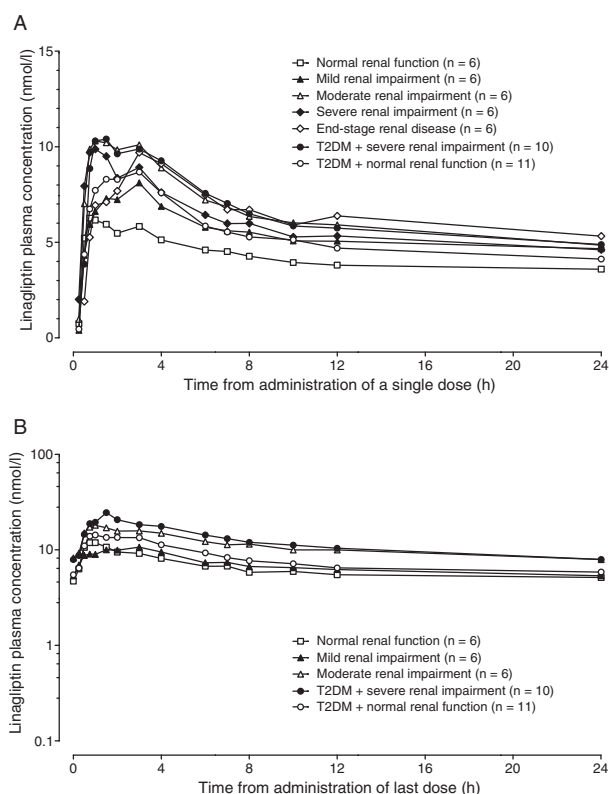 A
Linagliptin plasma concentration (nmol/l)
15
10
5
0
Normal renal function (n = 6)
Mild renal impairment (n = 6)
Moderate renal impairment (n = 6)
Severe renal impairment (n = 6)
End-stage renal disease (n = 6)
T2DM + severe renal impairment (n = 10)
T2DM + normal renal function (n = 11)
0 4 8 12 16 20 24
Time from administration of a single dose (h)
B
Linagliptin plasma concentration (nmol/l)
100
10
1
0.1
Normal renal function (n = 6)
Mild renal impairment (n = 6)
Moderate renal impairment (n = 6)
T2DM + severe renal impairment (n = 10)
T2DM + normal renal function (n = 11)
0 4 8 12 16 20 24
Time from administration of last dose (h)